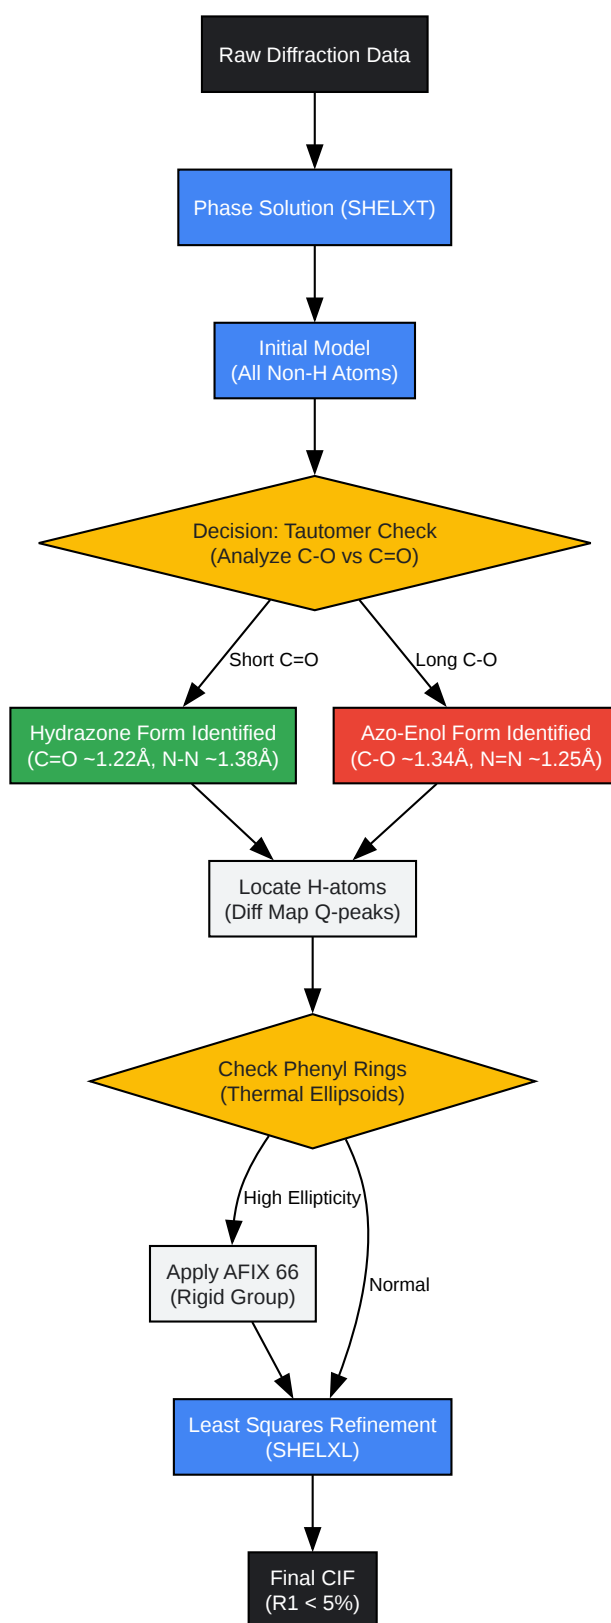 Raw Diffraction Data
Phase Solution (SHELXT)
Initial Model
(All Non-H Atoms)
Decision: Tautomer Check
(Analyze C-O vs C=O)
Short C=O
Long C-O
Hydrazone Form Identified
(C=O ~1.22Å, N-N ~1.38Å)
Azo-Enol Form Identified
(C-O ~1.34Å, N=N ~1.25Å)
Locate H-atoms
(Diff Map Q-peaks)
Check Phenyl Rings
(Thermal Ellipsoids)
High Ellipticity
Apply AFIX 66
(Rigid Group)
Normal
Least Squares Refinement
(SHELXL)
Final CIF
(R1 < 5%)